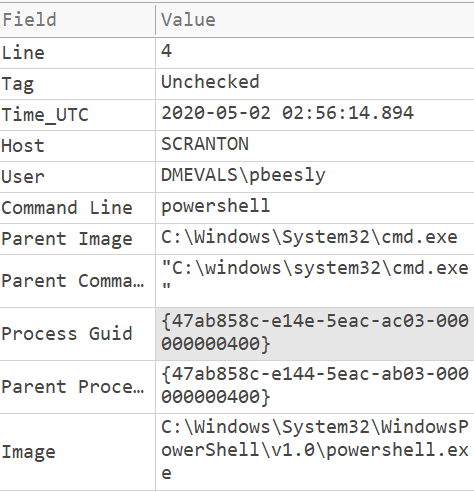 Field Value
Line 4
Tag Unchecked
Time_UTC 2020-05-02 02:56:14.894
Host SCRANTON
User DMEVALS\pbeesly
Command Line powershell
Parent Image C:\Windows\System32\cmd.exe
Parent Comma… "C:\windows\system32\cmd.exe
"
Process Guid {47ab858c-e14e-5eac-ac03-000
000000400}
Parent Proce… {47ab858c-e144-5eac-ab03-000
000000400}
Image C:\Windows\System32\WindowsP
owerShell\v1.0\powershell.ex
e